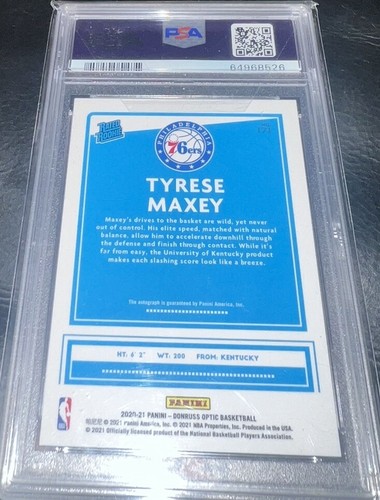 PSA
64968526
RATED
ROOKIE
PHILADELPHIA
76ers
TYRESE
MAXEY
Maxey's drives to the basket are wild, yet never
out of control. His elite speed, matched with natural
balance, allow him to accelerate downhill through
the defense and finish through contact. While it's
far from easy, the University of Kentucky product
makes each slashing score look like a breeze.
The autograph is guaranteed by Panini America, Inc.
HT: 6' 2" WT: 200 FROM: KENTUCKY
PANINI
NBA
2020-21 PANINI - DONRUSS OPTIC BASKETBALL
© 2021 Panini America, Inc. © 2021 NBA Properties, Inc. Produced in the USA.
© 2021 Officially licensed product of the National Basketball Players Association.